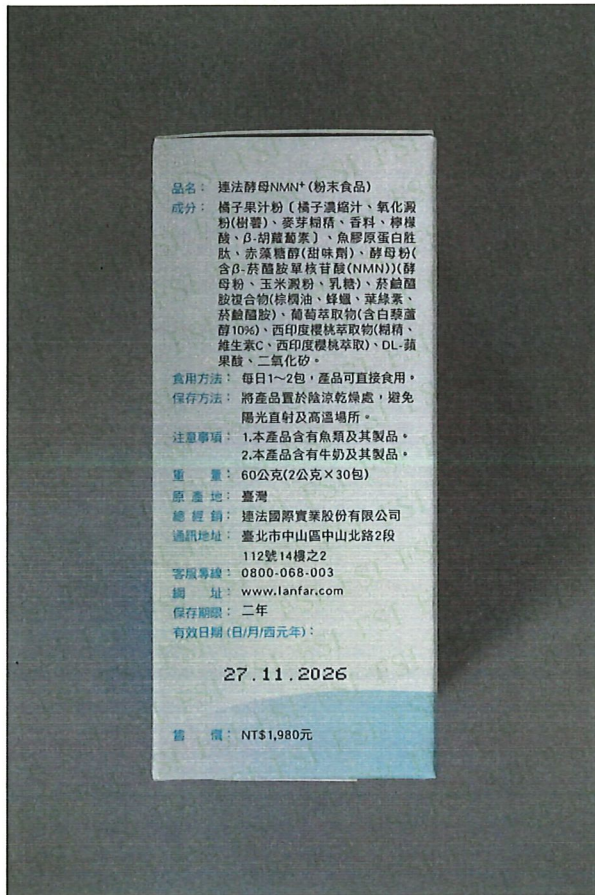 品名： 連法酵母NMN⁺(粉末食品)
成分： 橘子果汁粉〔橘子濃縮汁、氧化澱
粉(樹薯)、麥芽糊精、香料、檸檬
酸、β-胡蘿蔔素〕、魚膠原蛋白胜
肽、赤藻糖醇(甜味劑)、酵母粉(
含β-菸醯胺單核苷酸(NMN))(酵
母粉、玉米澱粉、乳糖)、菸鹼醯
胺複合物(棕櫚油、蜂蠟、葉綠素、
菸鹼醯胺)、葡萄萃取物(含白藜蘆
醇10%)、西印度櫻桃萃取物(糊精、
維生素C、西印度櫻桃萃取)、DL-蘋
果酸、二氧化矽。
食用方法： 每日1～2包，產品可直接食用。
保存方法： 將產品置於陰涼乾燥處，避免
陽光直射及高溫場所。
注意事項： 1.本產品含有魚類及其製品。
2.本產品含有牛奶及其製品。
重 量： 60公克(2公克×30包)
原產地： 臺灣
總經銷： 連法國際實業股份有限公司
通訊地址： 臺北市中山區中山北路2段
112號14樓之2
客服專線： 0800-068-003
網 址： www.lanfar.com
保存期限： 二年
有效日期(日/月/西元年)：
27.11.2026
售 價： NT$1,980元